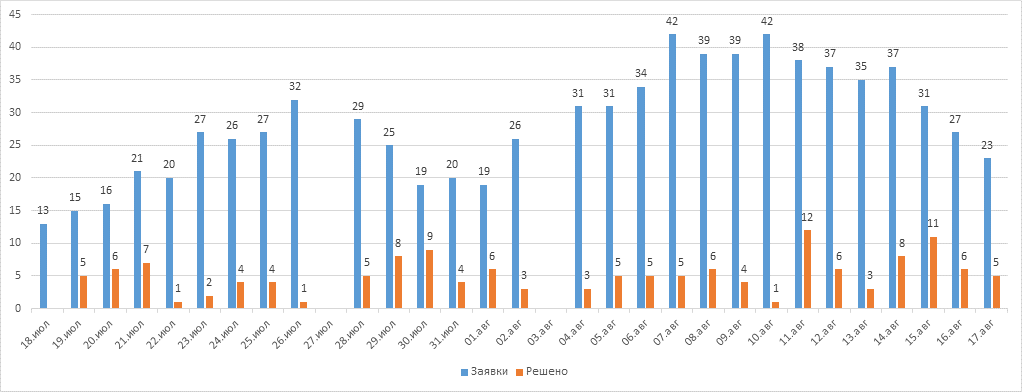 45
40
35
30
25
20
15
10
5
0
13 15 16 21 20 27 26 27 32 29 25 19 20 19 26 31 31 34 42 39 39 42 38 37 35 37 31 27 23
5 6 7 1 2 4 4 1 5 8 9 4 6 3 3 5 5 5 6 4 1 12 6 3 8 11 6 5
18.июл 19.июл 20.июл 21.июл 22.июл 23.июл 24.июл 25.июл 26.июл 27.июл 28.июл 29.июл 30.июл 31.июл 01.авг 02.авг 03.авг 04.авг 05.авг 06.авг 07.авг 08.авг 09.авг 10.авг 11.авг 12.авг 13.авг 14.авг 15.авг 16.авг 17.авг
Заявки Решено